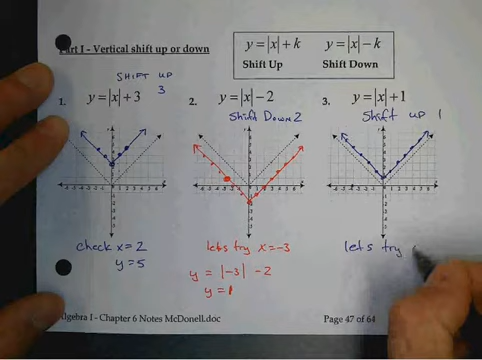 Part I - Vertical shift up or down
y = |x| + k y = |x| − k
Shift Up Shift Down
SHIFT UP
3
1. y = |x| + 3
2. y = |x| − 2
Shift Down 2
3. y = |x| + 1
Shift up 1
check x = 2
y = 5
lets try x = −3
y = |−3| − 2
y = 1
lets try
Algebra I - Chapter 6 Notes McDonell.doc
Page 47 of 64